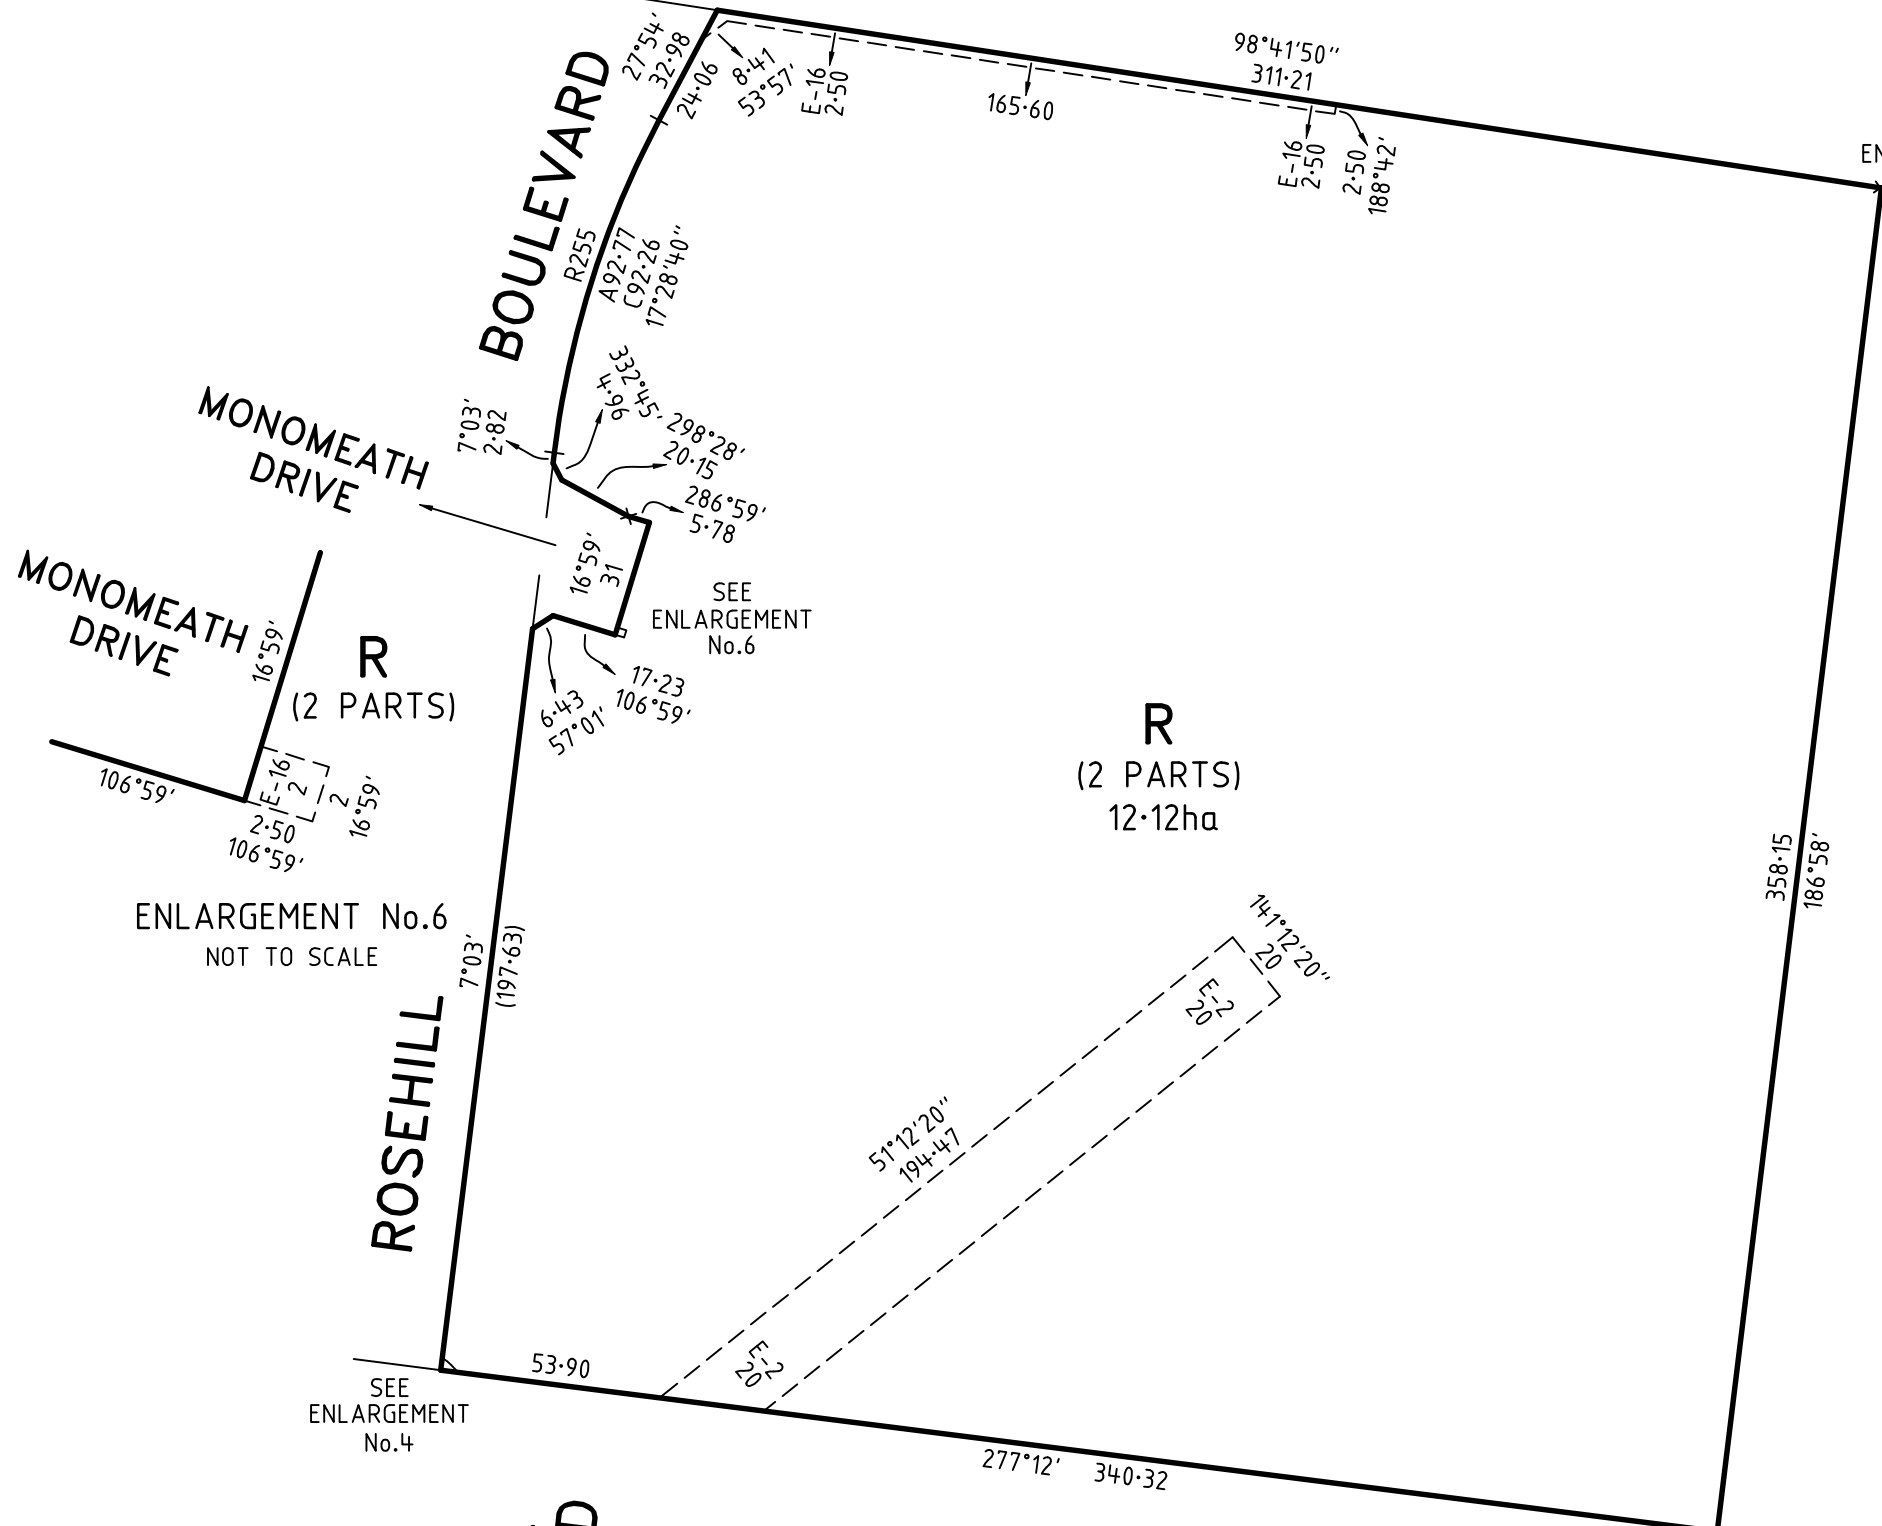 98°41'50"
311·21
27°54'
32·98
24·06
8·41
53°57'
E-16
2·50
165·60
E-16
2·50
2·50
188°42'
EN
BOULEVARD
R255
A92·77
C92·26
17°28'40"
332°45'
4·96
298°28'
20·15
7°03'
2·82
286°59'
5·78
MONOMEATH
DRIVE
16°59'
31
SEE
ENLARGEMENT
No.6
17·23
106°59'
6·43
57°01'
MONOMEATH
DRIVE
16°59'
R
(2 PARTS)
106°59'
E-16
2
2
16°59'
2·50
106°59'
ENLARGEMENT No.6
NOT TO SCALE
R
(2 PARTS)
12·12ha
358·15
186°58'
7°03'
(197·63)
ROSEHILL
141°12'20"
20
E-2
20
51°12'20"
194·47
E-2
20
53·90
SEE
ENLARGEMENT
No.4
277°12' 340·32